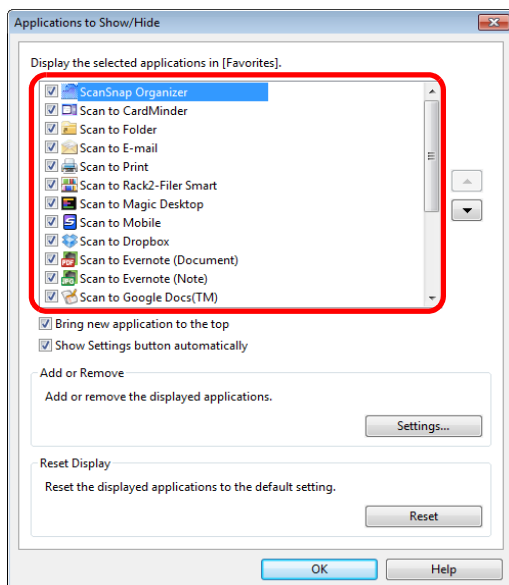 Applications to Show/Hide
Display the selected applications in [Favorites].
ScanSnap Organizer
Scan to CardMinder
Scan to Folder
Scan to E-mail
Scan to Print
Scan to Rack2-Filer Smart
Scan to Magic Desktop
Scan to Mobile
Scan to Dropbox
Scan to Evernote (Document)
Scan to Evernote (Note)
Scan to Google Docs(TM)
Bring new application to the top
Show Settings button automatically
Add or Remove
Add or remove the displayed applications.
Settings...
Reset Display
Reset the displayed applications to the default setting.
Reset
OK Help